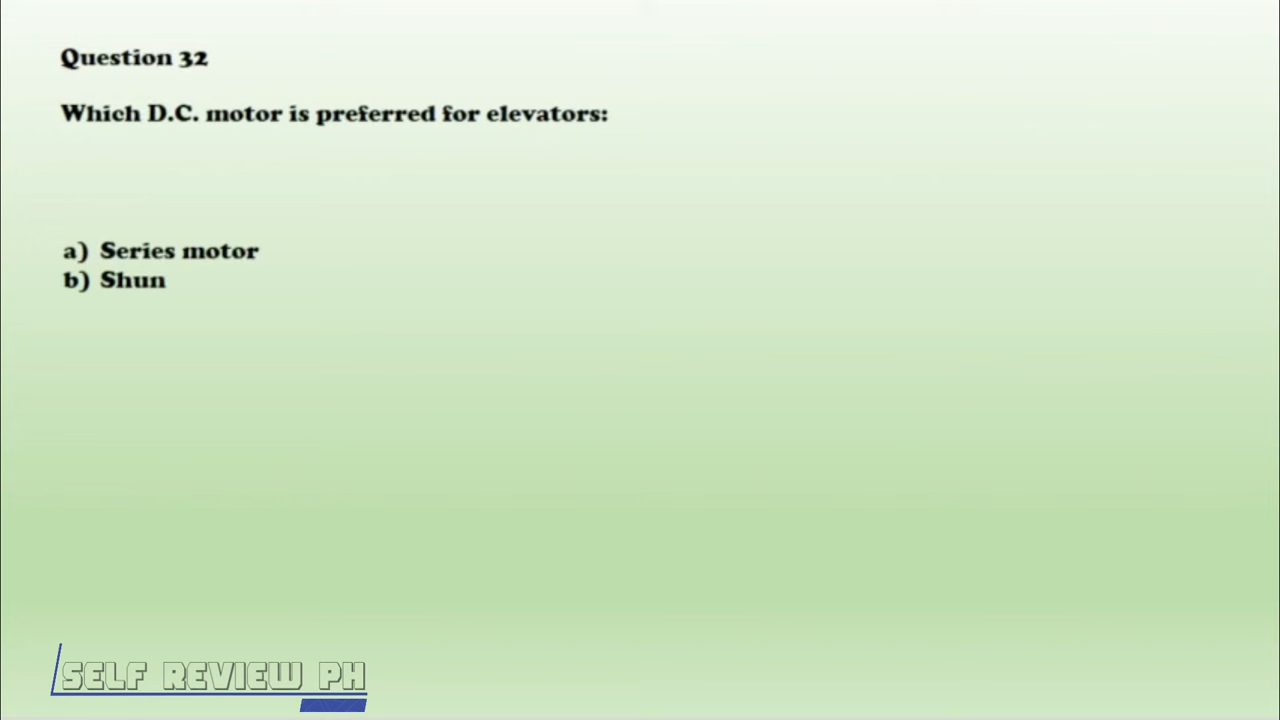 Question 32
Which D.C. motor is preferred for elevators:
a) Series motor
b) Shun
SELF REVIEW PH